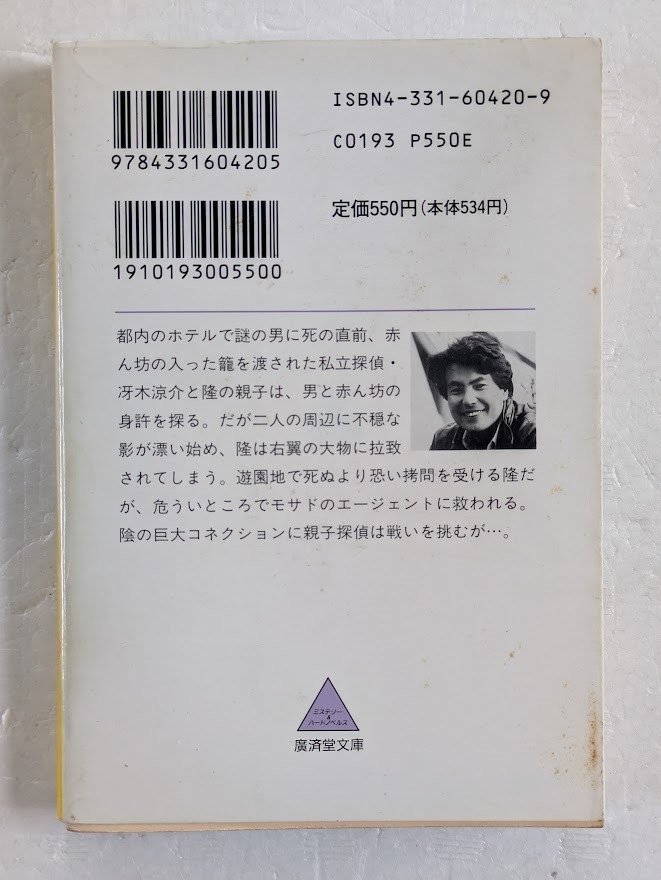 ISBN4-331-60420-9
9784331604205
C0193 P550E
定価550円(本体534円)
1910193005500
都内のホテルで謎の男に死の直前、赤
ん坊の入った籠を渡された私立探偵・
冴木涼介と隆の親子は、男と赤ん坊の
身許を探る。だが二人の周辺に不穏な
影が漂い始め、隆は右翼の大物に拉致
されてしまう。遊園地で死ぬより恐い拷問を受ける隆だ
が、危ういところでモサドのエージェントに救われる。
陰の巨大コネクションに親子探偵は戦いを挑むが…。
ミステリー
&
ハードノベルス
廣済堂文庫